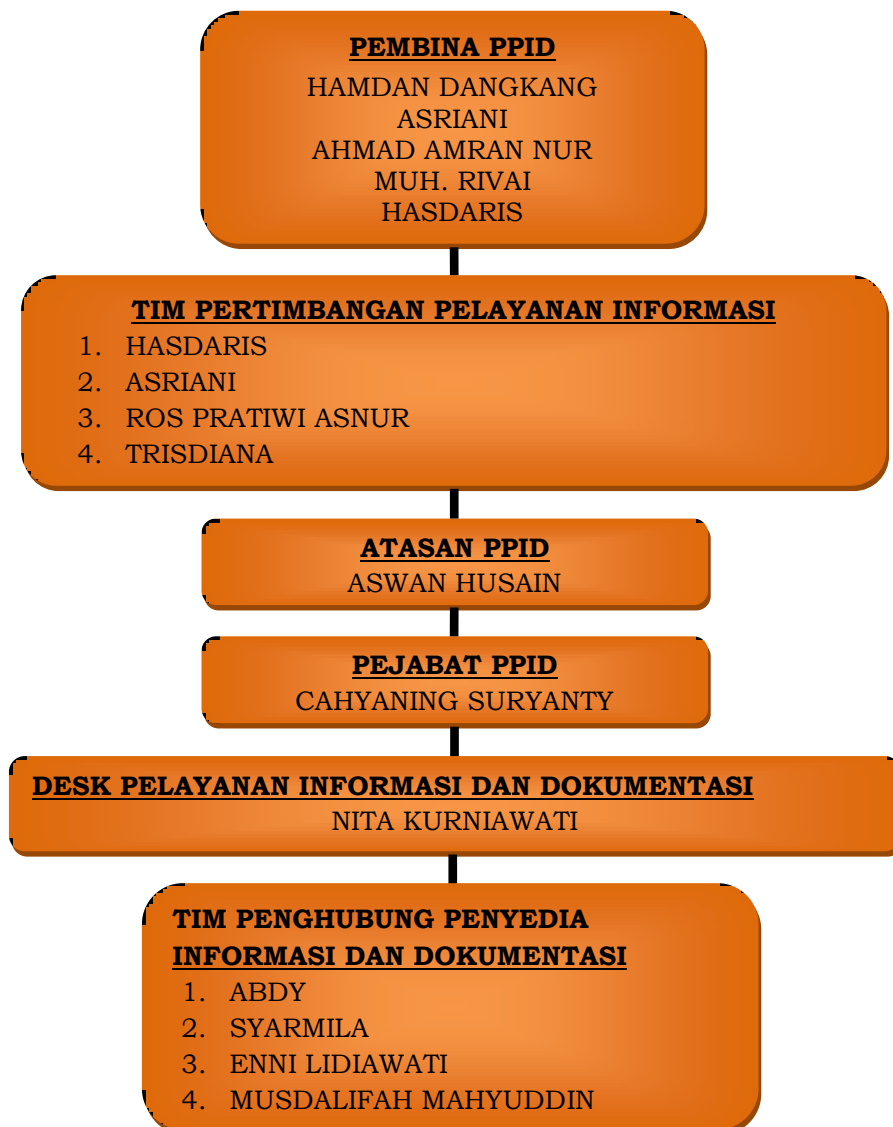 PEMBINA PPID
HAMDAN DANGKANG
ASRIANI
AHMAD AMRAN NUR
MUH. RIVAI
HASDARIS
TIM PERTIMBANGAN PELAYANAN INFORMASI
1. HASDARIS
2. ASRIANI
3. ROS PRATIWI ASNUR
4. TRISDIANA
ATASAN PPID
ASWAN HUSAIN
PEJABAT PPID
CAHYANING SURYANTY
DESK PELAYANAN INFORMASI DAN DOKUMENTASI
NITA KURNIAWATI
TIM PENGHUBUNG PENYEDIA
INFORMASI DAN DOKUMENTASI
1. ABDY
2. SYARMILA
3. ENNI LIDIAWATI
4. MUSDALIFAH MAHYUDDIN